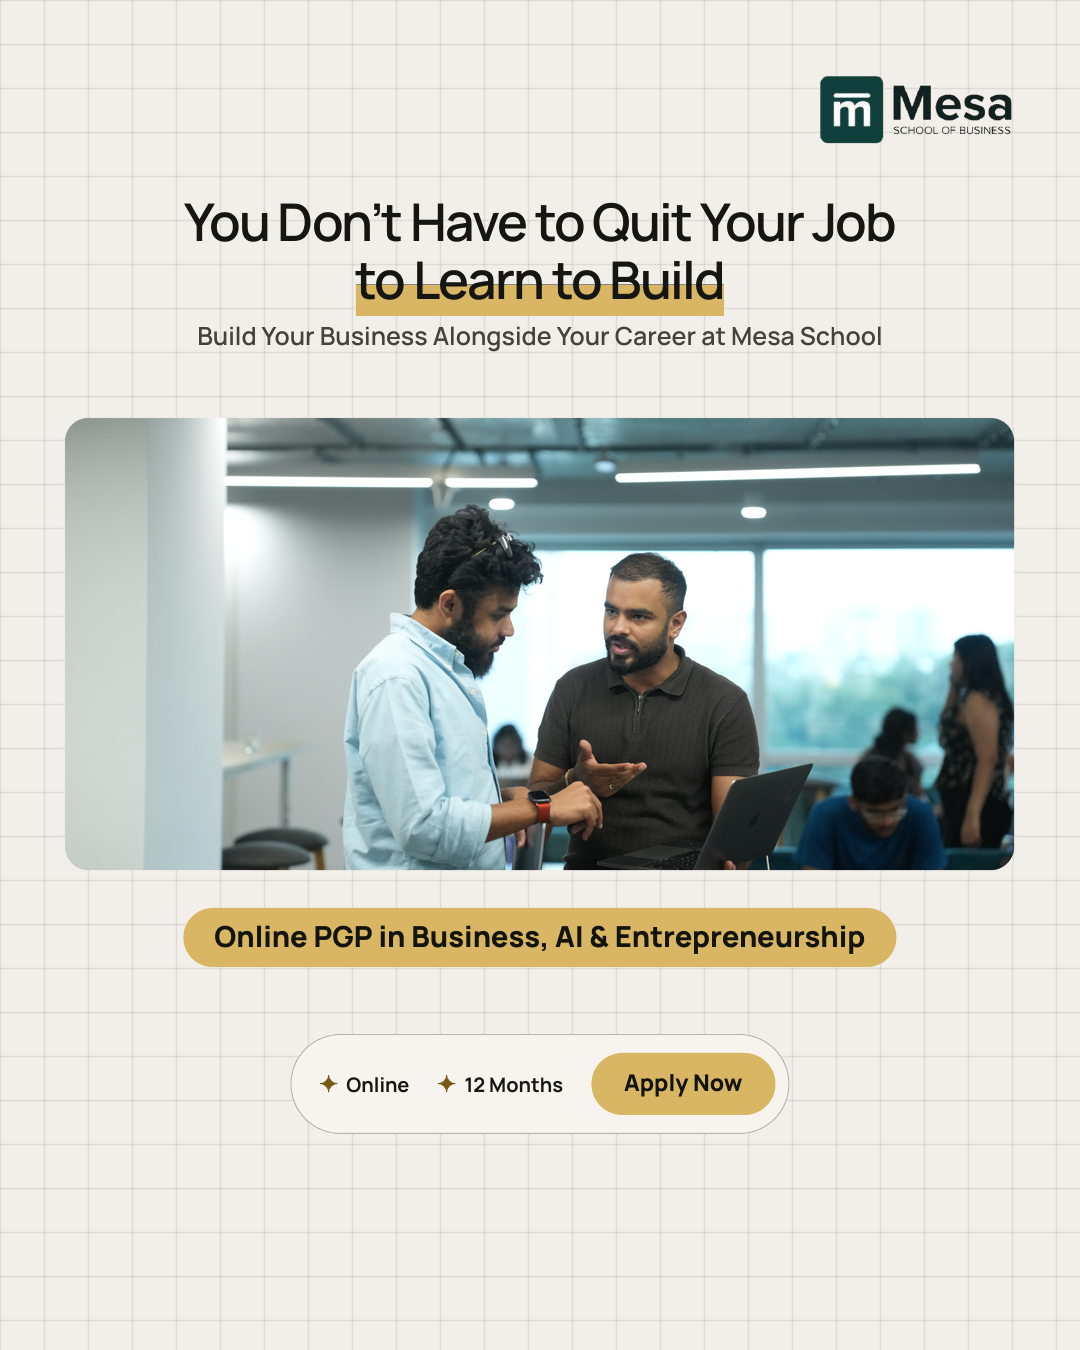 m Mesa
SCHOOL OF BUSINESS
You Don't Have to Quit Your Job
to Learn to Build
Build Your Business Alongside Your Career at Mesa School
Online PGP in Business, AI & Entrepreneurship
✦ Online ✦ 12 Months Apply Now